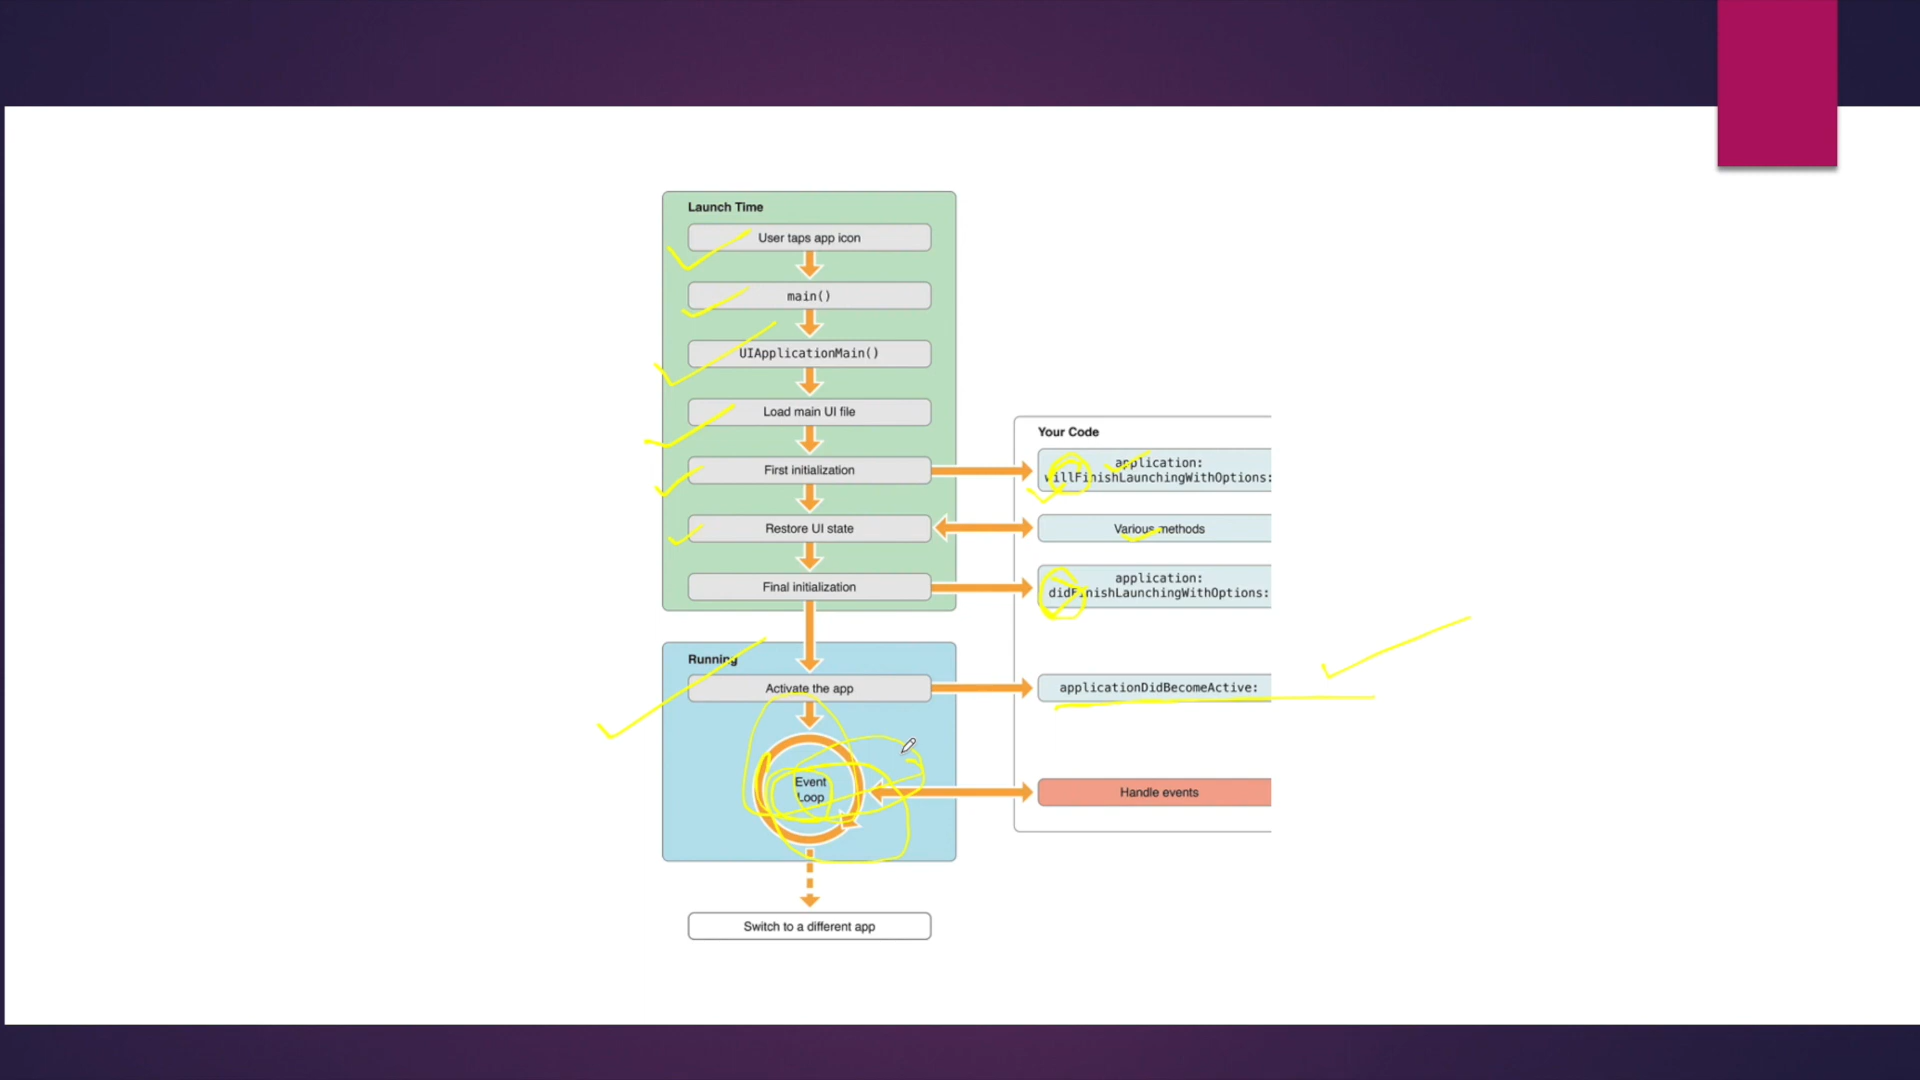 Launch Time
User taps app icon
main()
UIApplicationMain()
Load main UI file
First initialization
Restore UI state
Final initialization
Your Code
application:
willFinishLaunchingWithOptions:
Various methods
application:
didFinishLaunchingWithOptions:
Running
Activate the app
applicationDidBecomeActive:
Event
Loop
Handle events
Switch to a different app